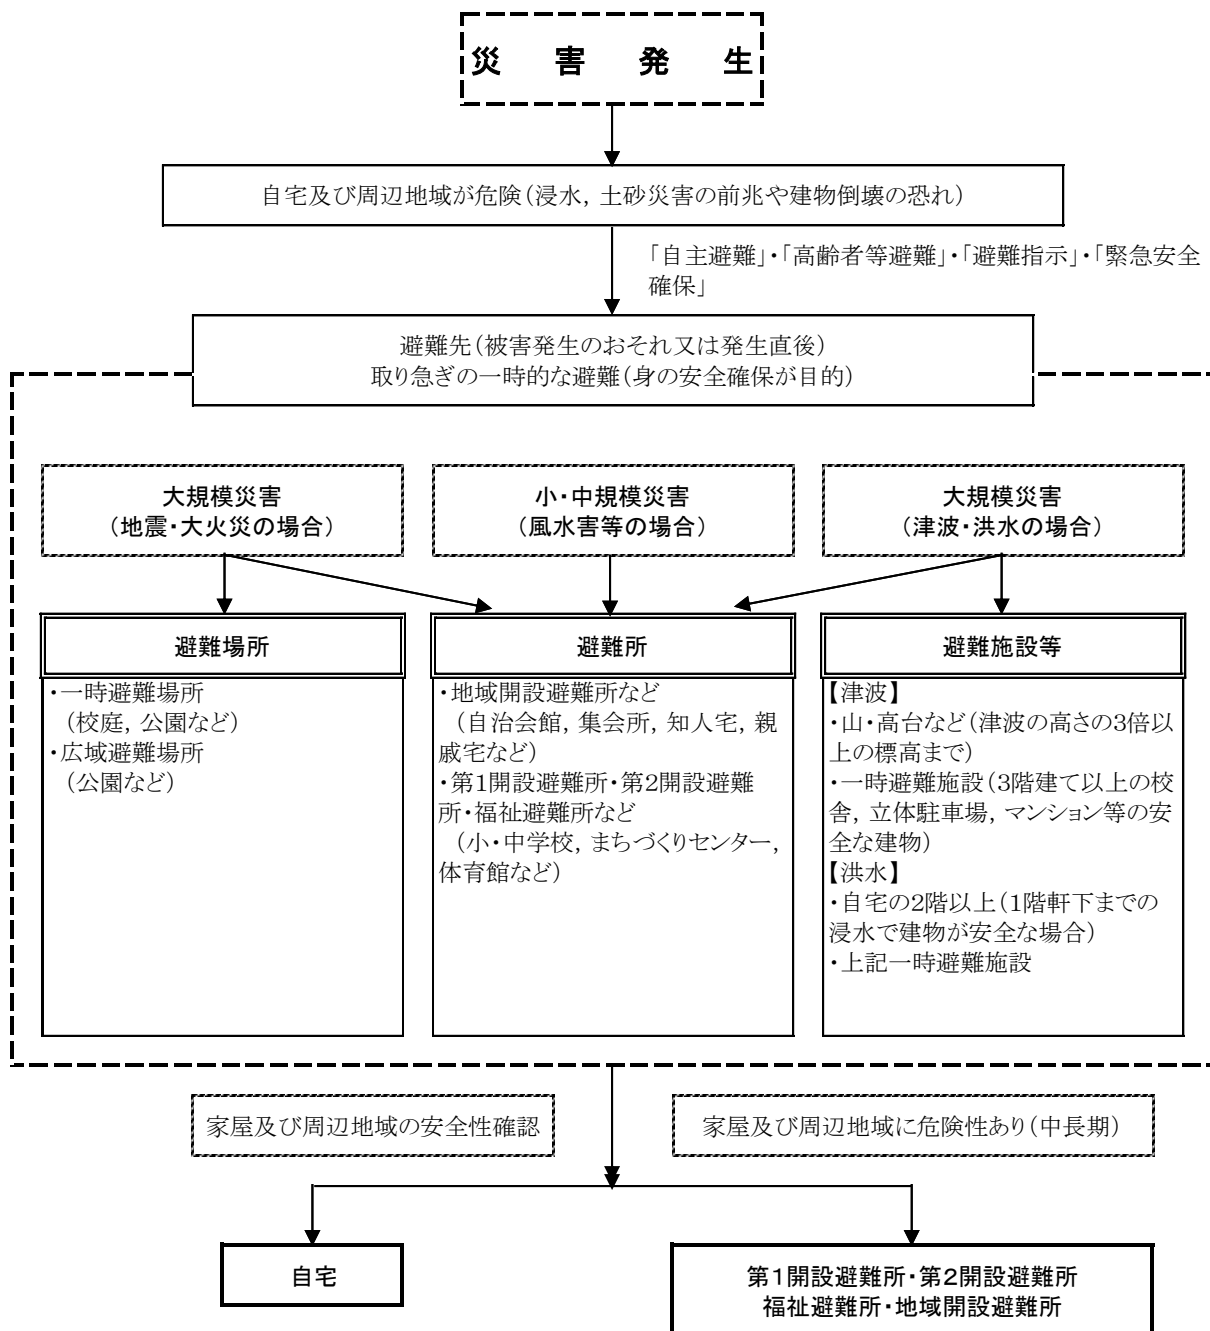 災害発生
自宅及び周辺地域が危険（浸水，土砂災害の前兆や建物倒壊の恐れ）
「自主避難」・「高齢者等避難」・「避難指示」・「緊急安全
確保」
避難先（被害発生のおそれ又は発生直後）
取り急ぎの一時的な避難（身の安全確保が目的）
大規模災害
（地震・大火災の場合）
小・中規模災害
（風水害等の場合）
大規模災害
（津波・洪水の場合）
避難場所
・一時避難場所
（校庭，公園など）
・広域避難場所
（公園など）
避難所
・地域開設避難所など
（自治会館，集会所，知人宅，親
戚宅など）
・第1開設避難所・第2開設避難
所・福祉避難所など
（小・中学校，まちづくりセンター，
体育館など）
避難施設等
【津波】
・山・高台など（津波の高さの3倍以
上の標高まで）
・一時避難施設（3階建て以上の校
舎，立体駐車場，マンション等の安
全な建物）
【洪水】
・自宅の2階以上（1階軒下までの
浸水で建物が安全な場合）
・上記一時避難施設
家屋及び周辺地域の安全性確認
家屋及び周辺地域に危険性あり（中長期）
自宅
第1開設避難所・第2開設避難所
福祉避難所・地域開設避難所